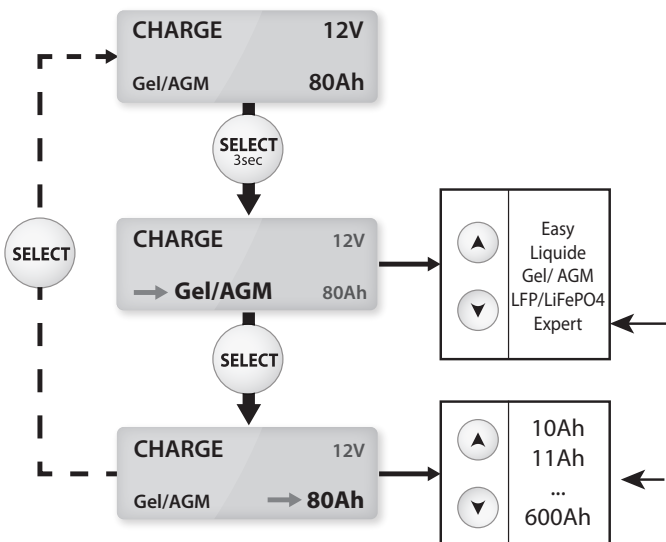 CHARGE 12V
Gel/AGM 80Ah
SELECT
3sec
SELECT
CHARGE 12V
Gel/AGM 80Ah
Easy
Liquide
Gel/ AGM
LFP/LiFePO4
Expert
SELECT
CHARGE 12V
Gel/AGM 80Ah
10Ah
11Ah
...
600Ah